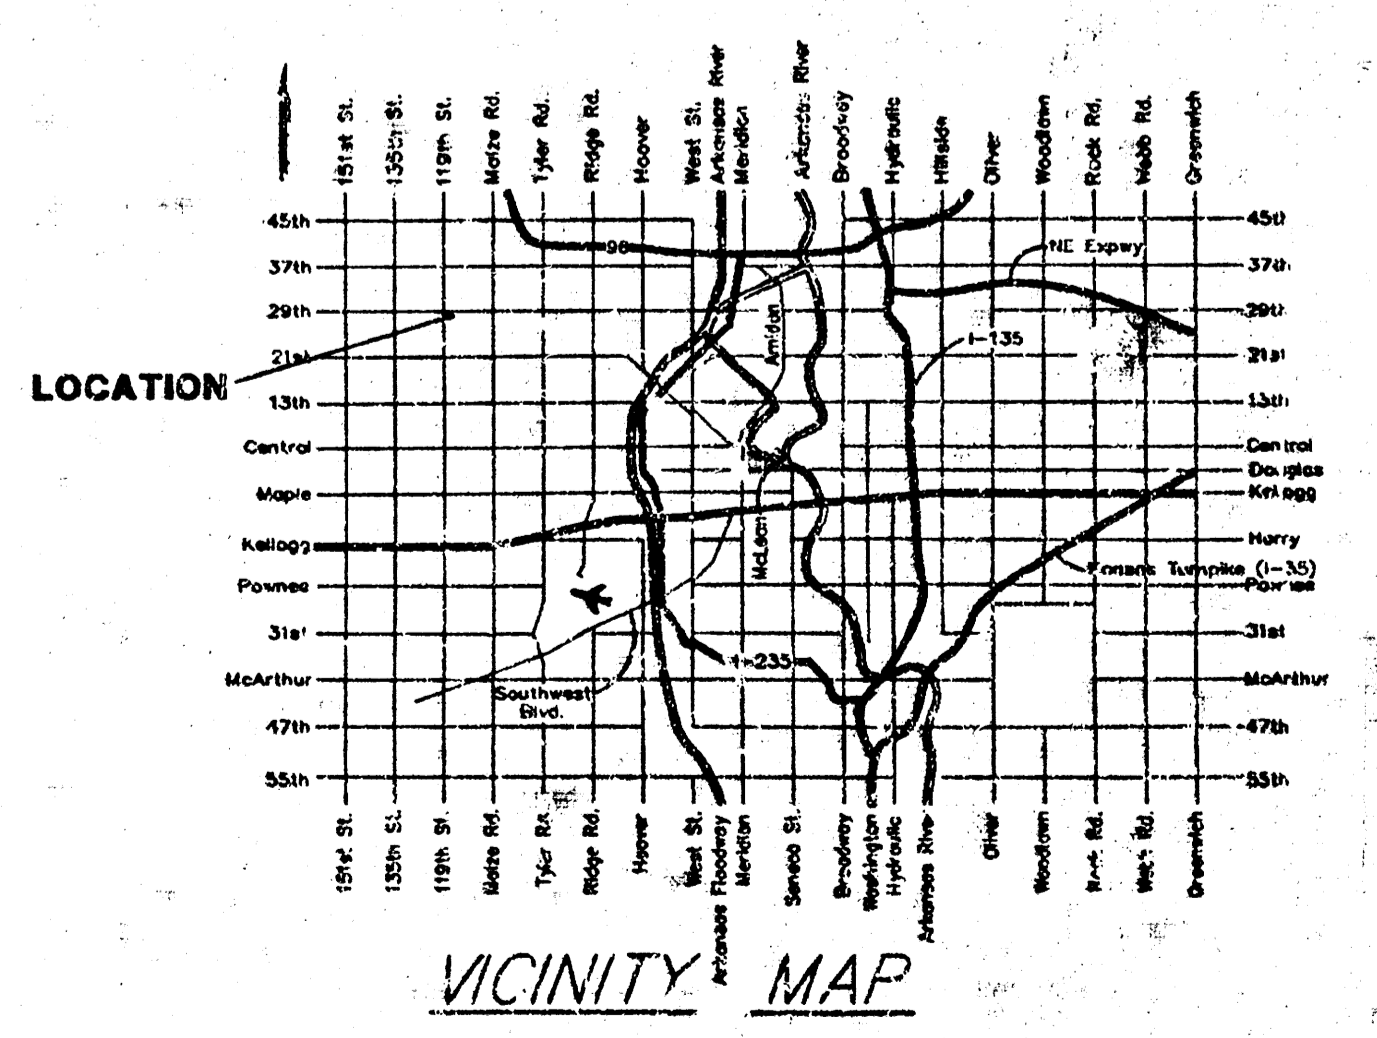 151st St.
135th St.
119th St.
Maize Rd.
Tyler Rd.
Ridge Rd.
Hoover
West St.
Arkansas River
Meridian
Arkansas River
Broadway
Hydraulic
Hillside
Oliver
Woodlawn
Rock Rd.
Webb Rd.
Greenwich
45th
45th
96
NE Expwy
37th
37th
29th
29th
Amidon
I-135
21st
21st
LOCATION
13th
13th
Central
Central
Douglas
Maple
Kellogg
McLean
Kellogg
Harry
Kansas Turnpike (I-35)
Pawnee
Pawnee
31st
31st
I-235
McArthur
McArthur
Southwest
Blvd.
47th
47th
55th
55th
151st St.
135th St.
119th St.
Maize Rd.
Tyler Rd.
Ridge Rd.
Hoover
West St.
Arkansas Floodway
Meridian
Seneca St.
Broadway
Washington
Hydraulic
Arkansas River
Oliver
Woodlawn
Rock Rd.
Webb Rd.
Greenwich
VICINITY MAP